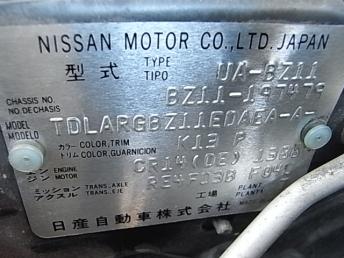 NISSAN MOTOR CO.,LTD. JAPAN
型式 TYPE TIPO UA-BZ11
CHASSIS NO. NO DE CHASIS BZ11-197479
MODEL MODELO TDLARGBZ11EDABA-A-
カラー COLOR,TRIM K13 P
トリム COLOR,GUARNICION
エンジン ENGINE MOTOR CR14(DE) 1386
ミッション TRANS.AXLE RE4F03B
アクスル TRANS.EJE
工場 PLANT PLANTA
日産自動車株式会社